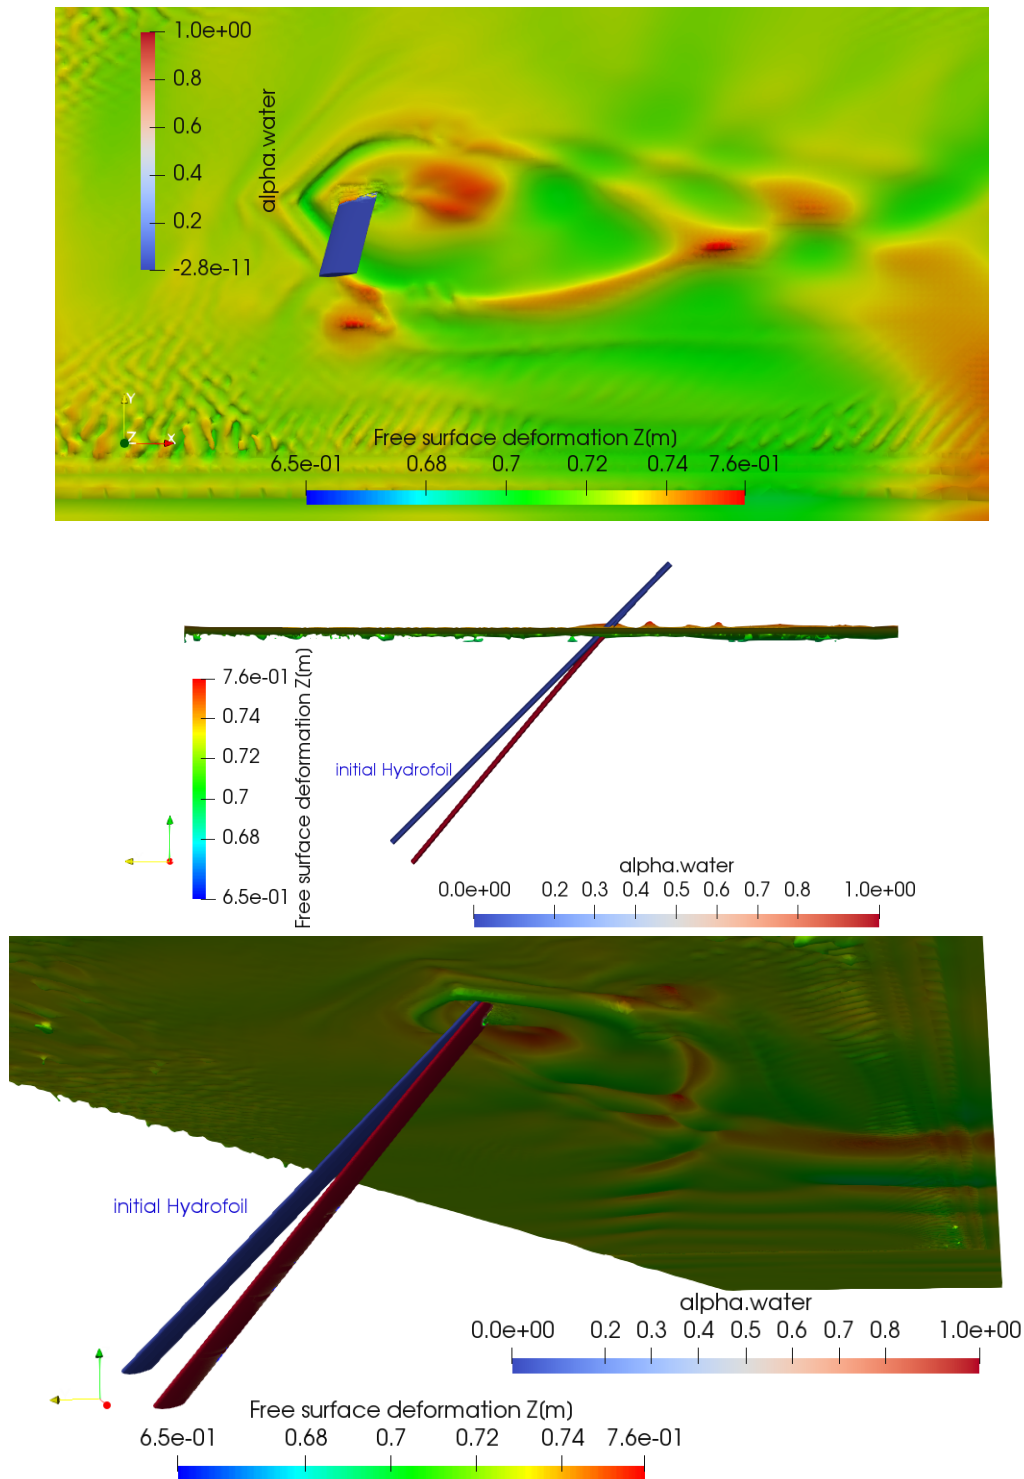 1.0e+00
0.8
0.6
0.4
0.2
-2.8e-11
alpha.water
Y
Z X
Free surface deformation Z(m)
6.5e-01 0.68 0.7 0.72 0.74 7.6e-01
7.6e-01
0.74
0.72
0.7
0.68
6.5e-01
Free surface deformation Z(m)
initial Hydrofoil
alpha.water
0.0e+00 0.2 0.3 0.4 0.5 0.6 0.7 0.8 1.0e+00
initial Hydrofoil
alpha.water
0.0e+00 0.2 0.3 0.4 0.5 0.6 0.7 0.8 1.0e+00
Free surface deformation Z(m)
6.5e-01 0.68 0.7 0.72 0.74 7.6e-01